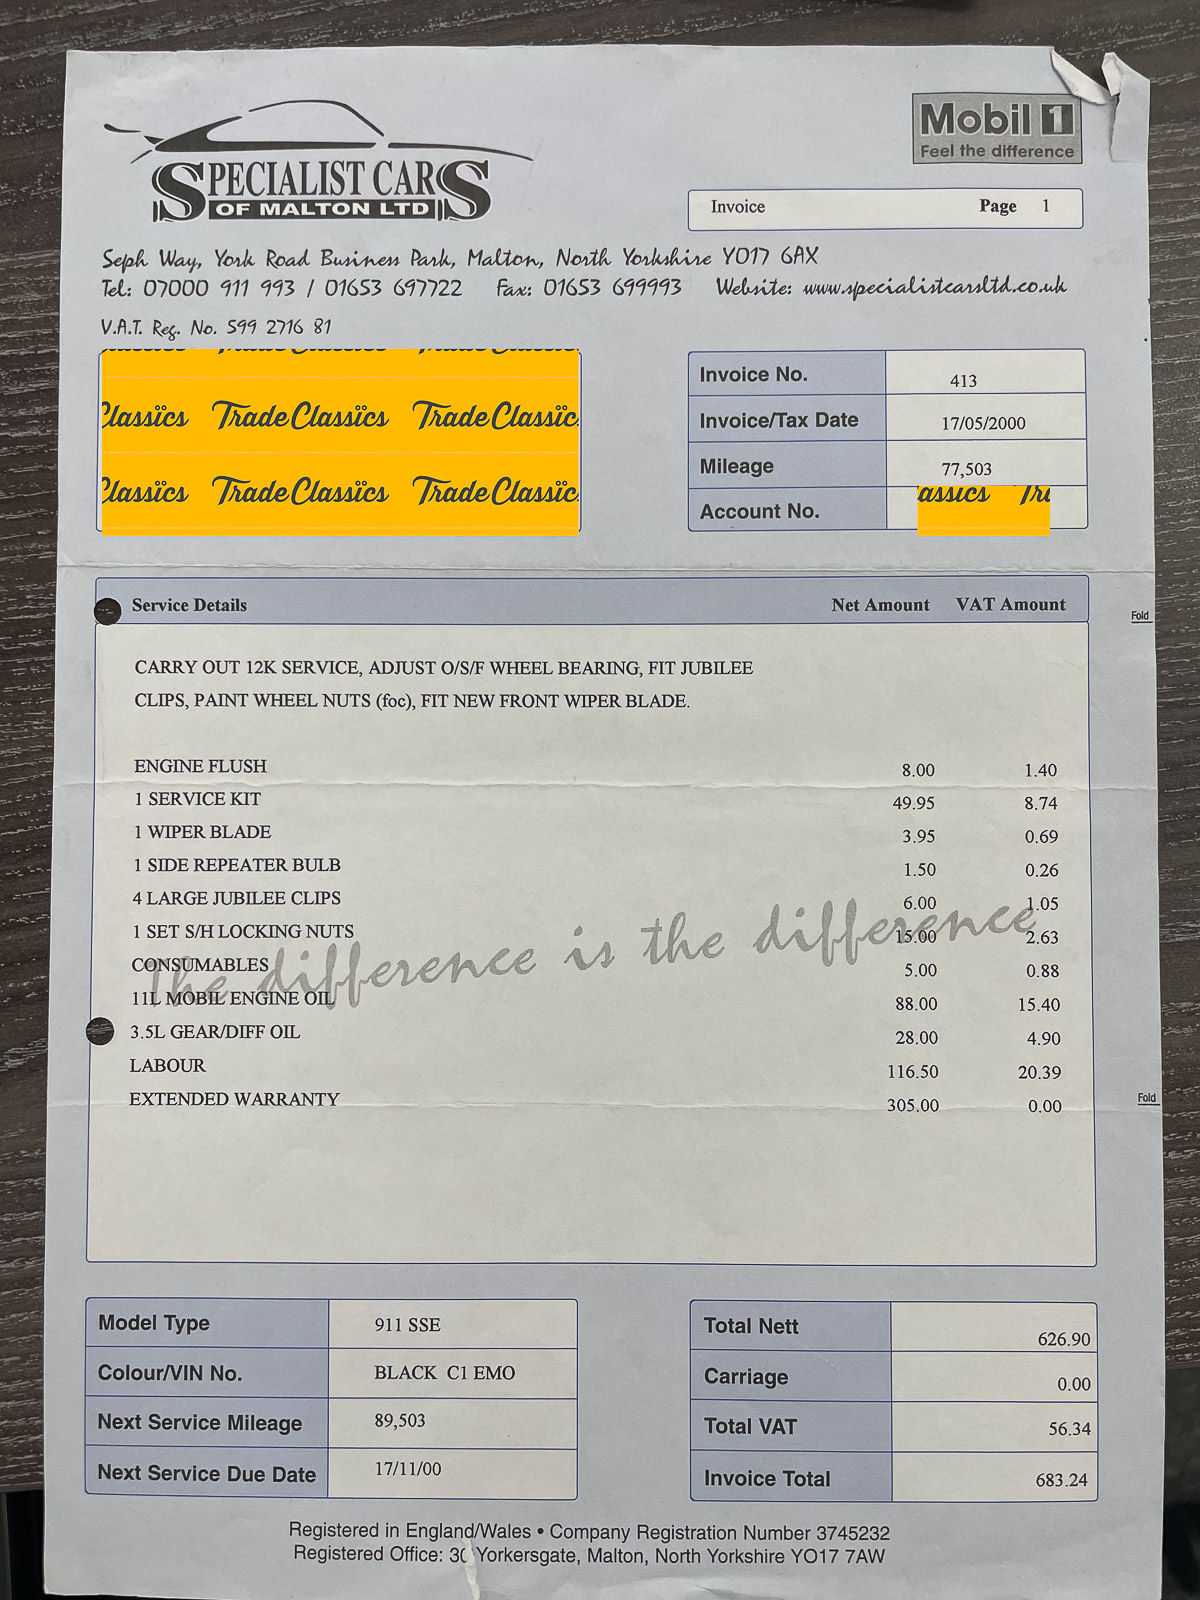 SPECIALIST CARS
OF MALTON LTD
Mobil 1
Feel the difference
Invoice Page 1
Seph Way, York Road Business Park, Malton, North Yorkshire YO17 6AX
Tel: 07000 911 993 / 01653 697722 Fax: 01653 699993 Website: www.specialistcarsltd.co.uk
V.A.T. Reg. No. 599 2716 81
Classics Trade Classics Trade Classic
Classics Trade Classics Trade Classic
Invoice No. 413
Invoice/Tax Date 17/05/2000
Mileage 77,503
Account No.
Service Details Net Amount VAT Amount
Fold
CARRY OUT 12K SERVICE, ADJUST O/S/F WHEEL BEARING, FIT JUBILEE
CLIPS, PAINT WHEEL NUTS (foc), FIT NEW FRONT WIPER BLADE.
ENGINE FLUSH 8.00 1.40
1 SERVICE KIT 49.95 8.74
1 WIPER BLADE 3.95 0.69
1 SIDE REPEATER BULB 1.50 0.26
4 LARGE JUBILEE CLIPS 6.00 1.05
1 SET S/H LOCKING NUTS 15.00 2.63
The difference is the difference
CONSUMABLES 5.00 0.88
11L MOBIL ENGINE OIL 88.00 15.40
3.5L GEAR/DIFF OIL 28.00 4.90
LABOUR 116.50 20.39
EXTENDED WARRANTY 305.00 0.00
Fold
Model Type 911 SSE
Colour/VIN No. BLACK C1 EMO
Next Service Mileage 89,503
Next Service Due Date 17/11/00
Total Nett 626.90
Carriage 0.00
Total VAT 56.34
Invoice Total 683.24
Registered in England/Wales • Company Registration Number 3745232
Registered Office: 30 Yorkersgate, Malton, North Yorkshire YO17 7AW